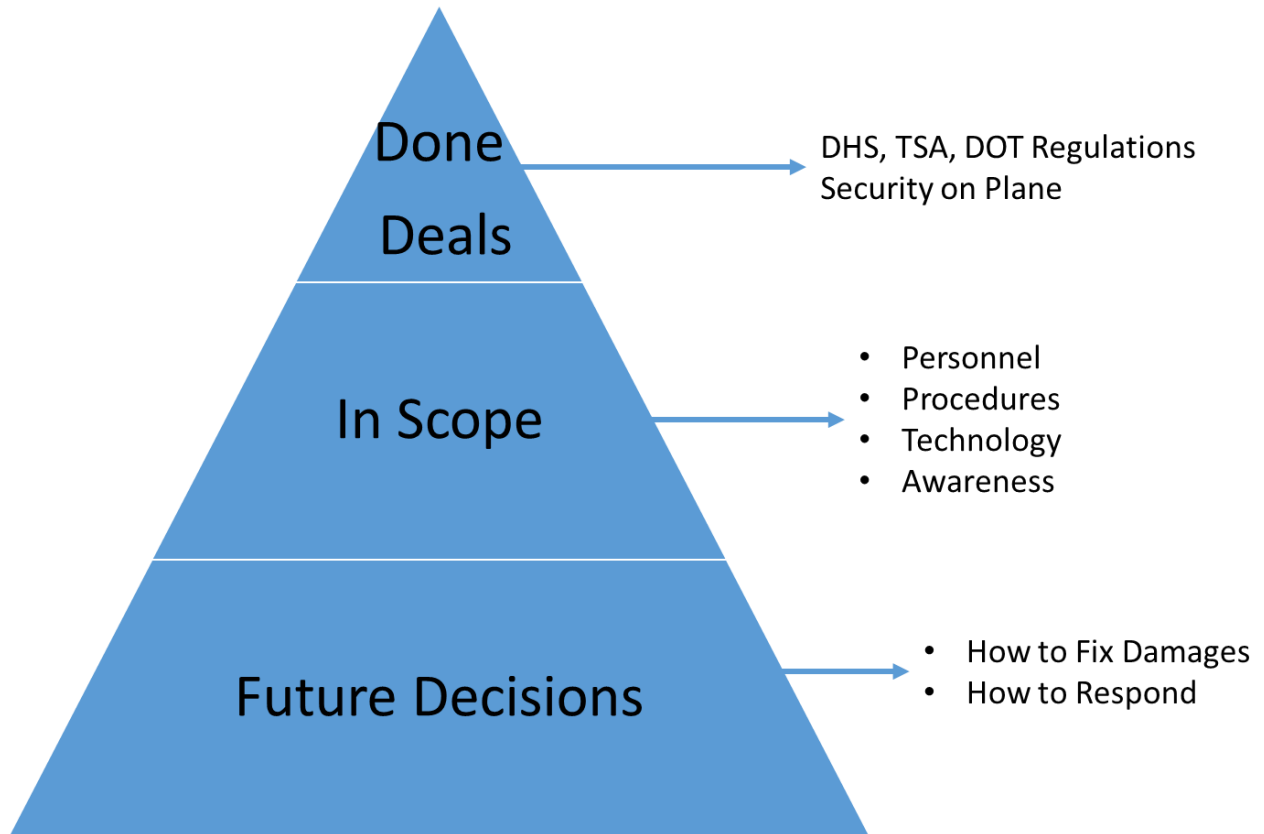 Done
Deals
DHS, TSA, DOT Regulations
Security on Plane
In Scope
• Personnel
• Procedures
• Technology
• Awareness
Future Decisions
• How to Fix Damages
• How to Respond